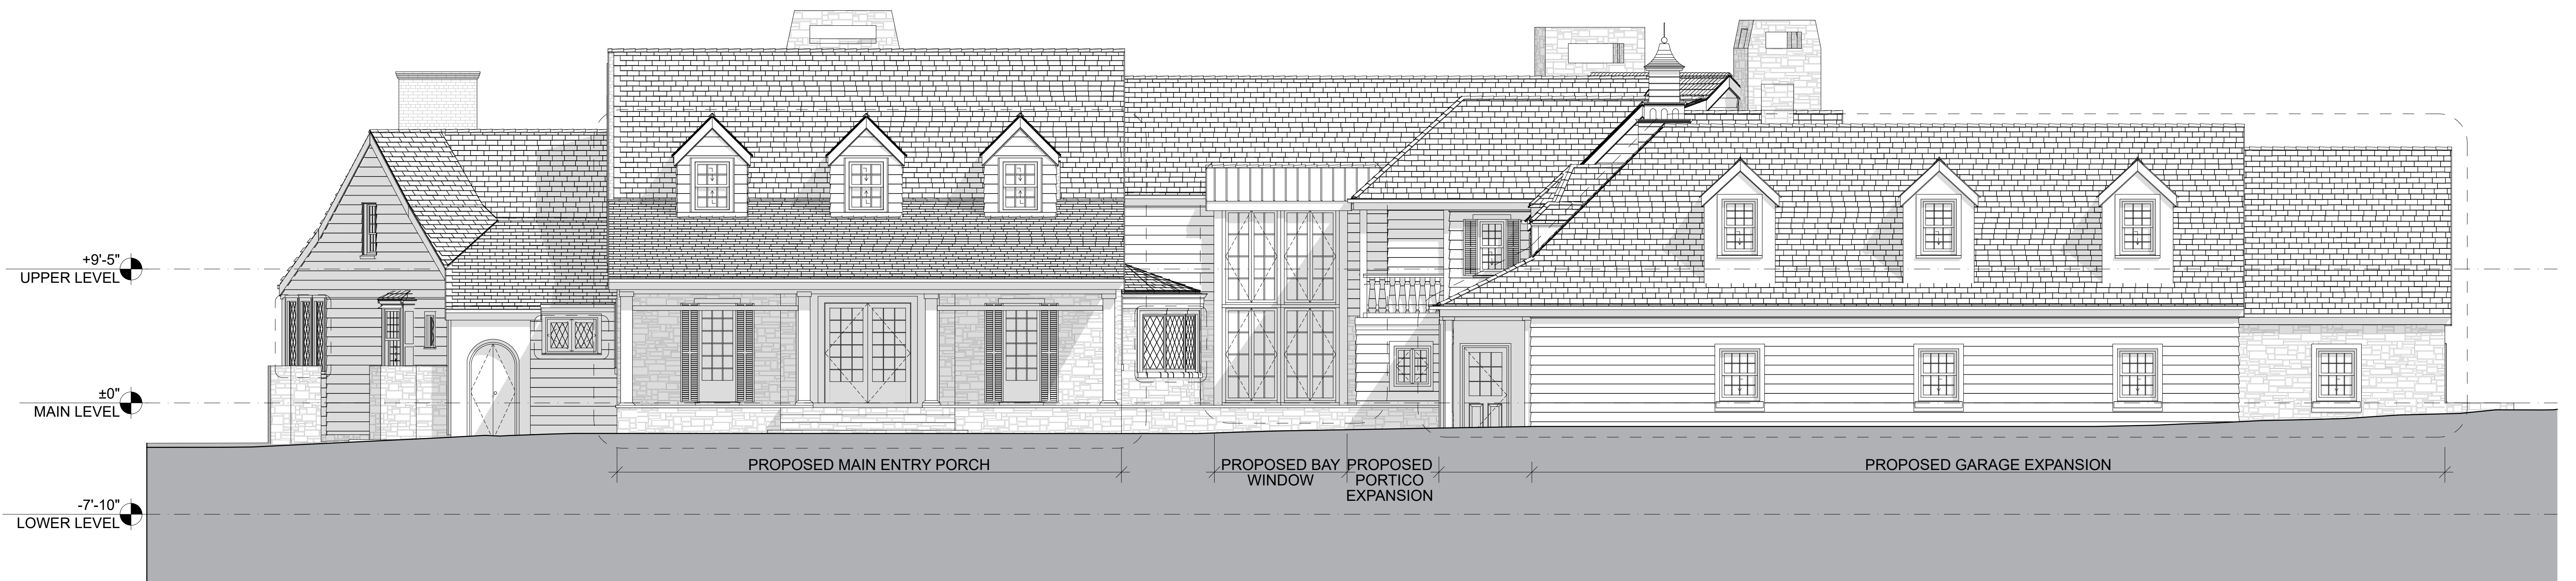 +9'-5"
UPPER LEVEL
±0"
MAIN LEVEL
-7'-10"
LOWER LEVEL
PROPOSED MAIN ENTRY PORCH
PROPOSED BAY
WINDOW
PROPOSED
PORTICO
EXPANSION
PROPOSED GARAGE EXPANSION